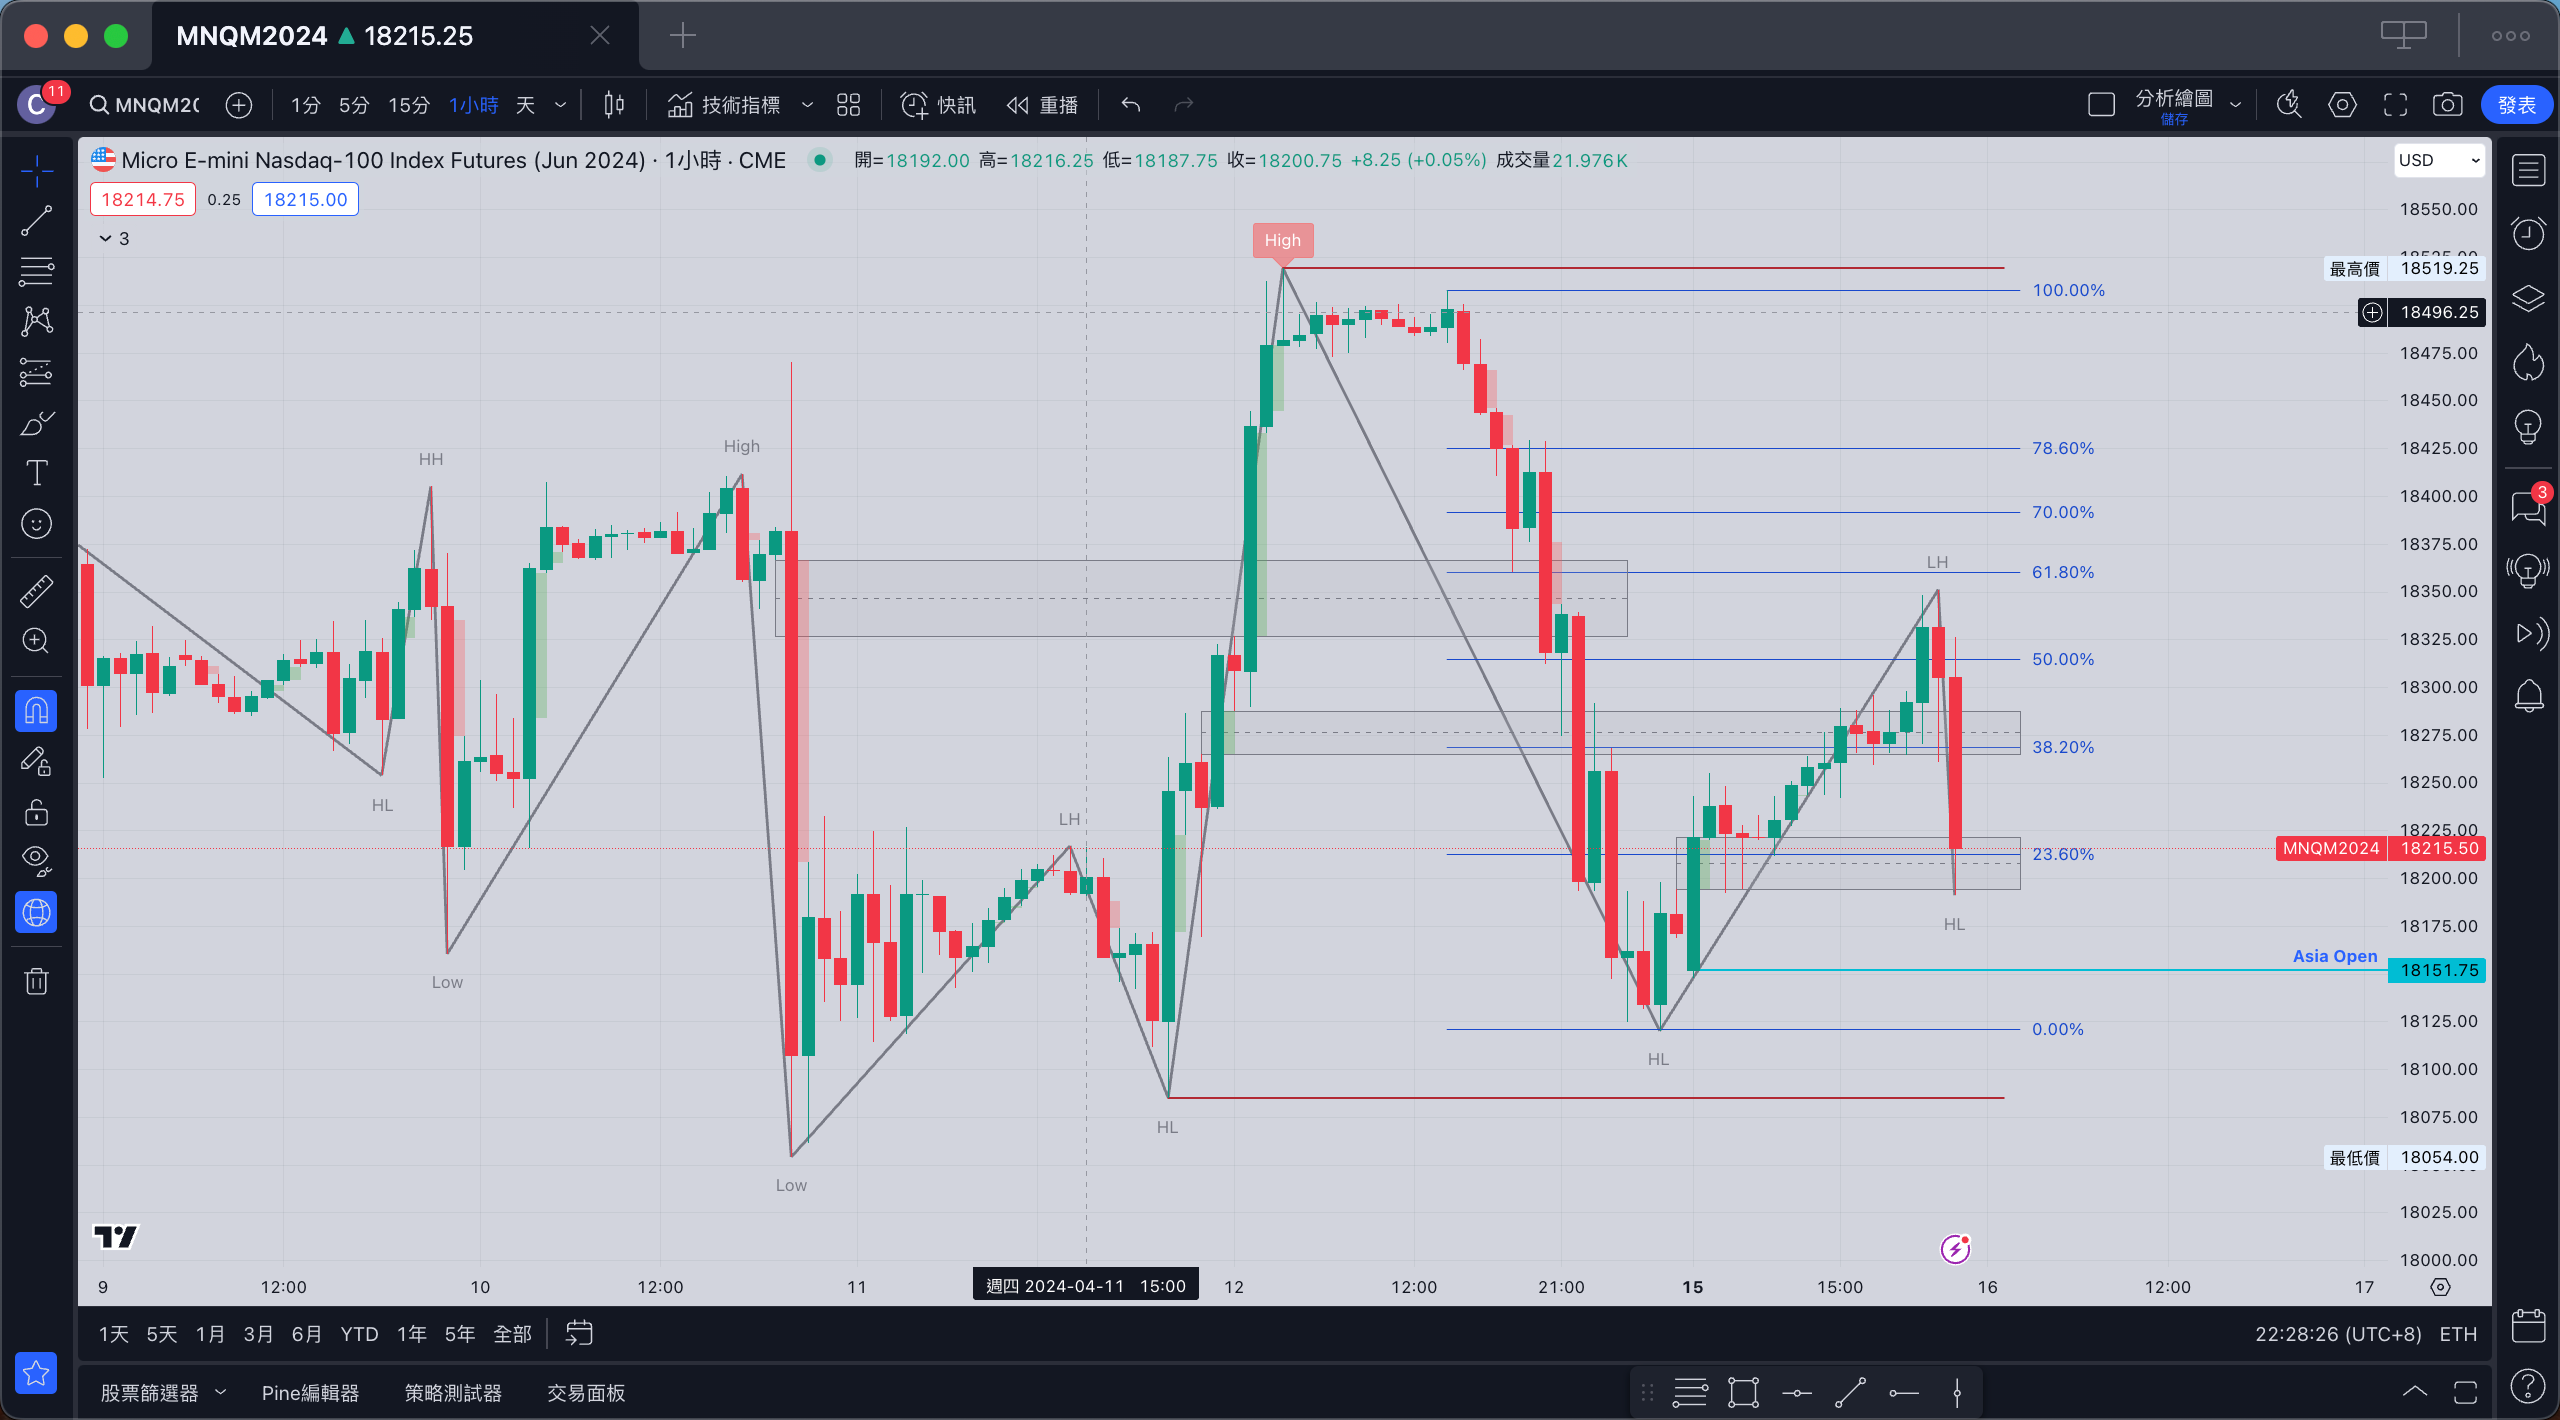 MNQM2024 ▲ 18215.25
C 11 MNQM20 1分 5分 15分 1小時 天 技術指標 快訊 重播 分析繪圖 儲存 發表
Micro E-mini Nasdaq-100 Index Futures (Jun 2024) · 1小時 · CME 開=18192.00 高=18216.25 低=18187.75 收=18200.75 +8.25 (+0.05%) 成交量21.976K USD
18214.75 0.25 18215.00
3
18550.00
High
最高價 18519.25
100.00%
18496.25
18475.00
18450.00
High
HH
78.60% 18425.00
18400.00
70.00%
18375.00
LH
61.80%
18350.00
18325.00
50.00%
18300.00
18275.00
38.20%
18250.00
HL
LH
18225.00
MNQM2024 18215.50
23.60%
18200.00
HL 18175.00
Asia Open
18151.75
Low
18125.00
0.00%
HL
18100.00
18075.00
HL
最低價 18054.00
Low
18025.00
18000.00
9 12:00 10 12:00 11 週四 2024-04-11 15:00 12 12:00 21:00 15 15:00 16 12:00 17
1天 5天 1月 3月 6月 YTD 1年 5年 全部 22:28:26 (UTC+8) ETH
股票篩選器 Pine編輯器 策略測試器 交易面板
3